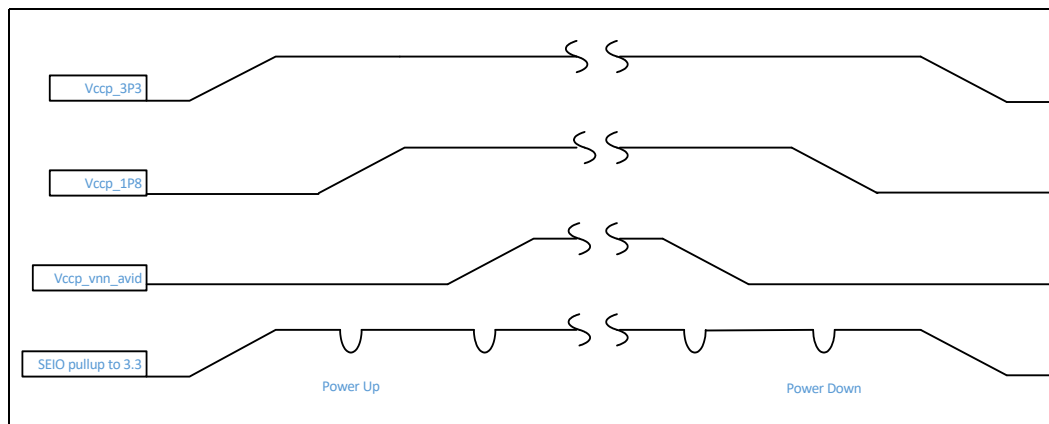 Vccp_3P3
Vccp_1P8
Vccp_vnn_avid
SEIO pullup to 3.3
Power Up
Power Down